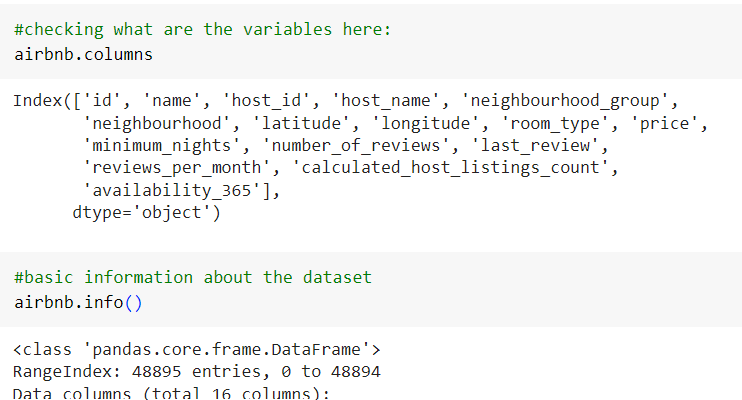 #checking what are the variables here:
airbnb.columns
Index(['id', 'name', 'host_id', 'host_name', 'neighbourhood_group',
'neighbourhood', 'latitude', 'longitude', 'room_type', 'price',
'minimum_nights', 'number_of_reviews', 'last_review',
'reviews_per_month', 'calculated_host_listings_count',
'availability_365'],
dtype='object')
#basic information about the dataset
airbnb.info()
<class 'pandas.core.frame.DataFrame'>
RangeIndex: 48895 entries, 0 to 48894
Data columns (total 16 columns):